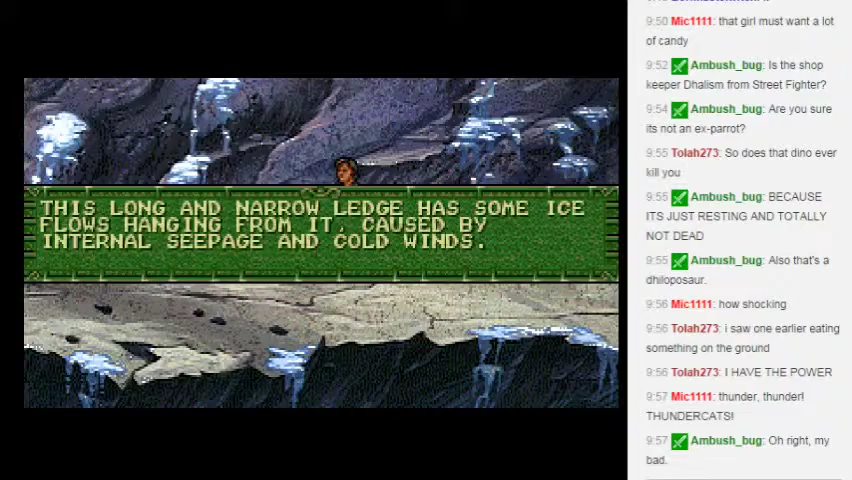 THIS LONG AND NARROW LEDGE HAS SOME ICE
FLOWS HANGING FROM IT, CAUSED BY
INTERNAL SEEPAGE AND COLD WINDS.
9:50 Mic1111: that girl must want a lot
of candy
9:52 Ambush_bug: Is the shop
keeper Dhalism from Street Fighter?
9:54 Ambush_bug: Are you sure
its not an ex-parrot?
9:55 Tolah273: So does that dino ever
kill you
9:55 Ambush_bug: BECAUSE
ITS JUST RESTING AND TOTALLY
NOT DEAD
9:55 Ambush_bug: Also that's a
dhiloposaur.
9:56 Mic1111: how shocking
9:56 Tolah273: i saw one earlier eating
something on the ground
9:56 Tolah273: I HAVE THE POWER
9:57 Mic1111: thunder, thunder!
THUNDERCATS!
9:57 Ambush_bug: Oh right, my
bad.